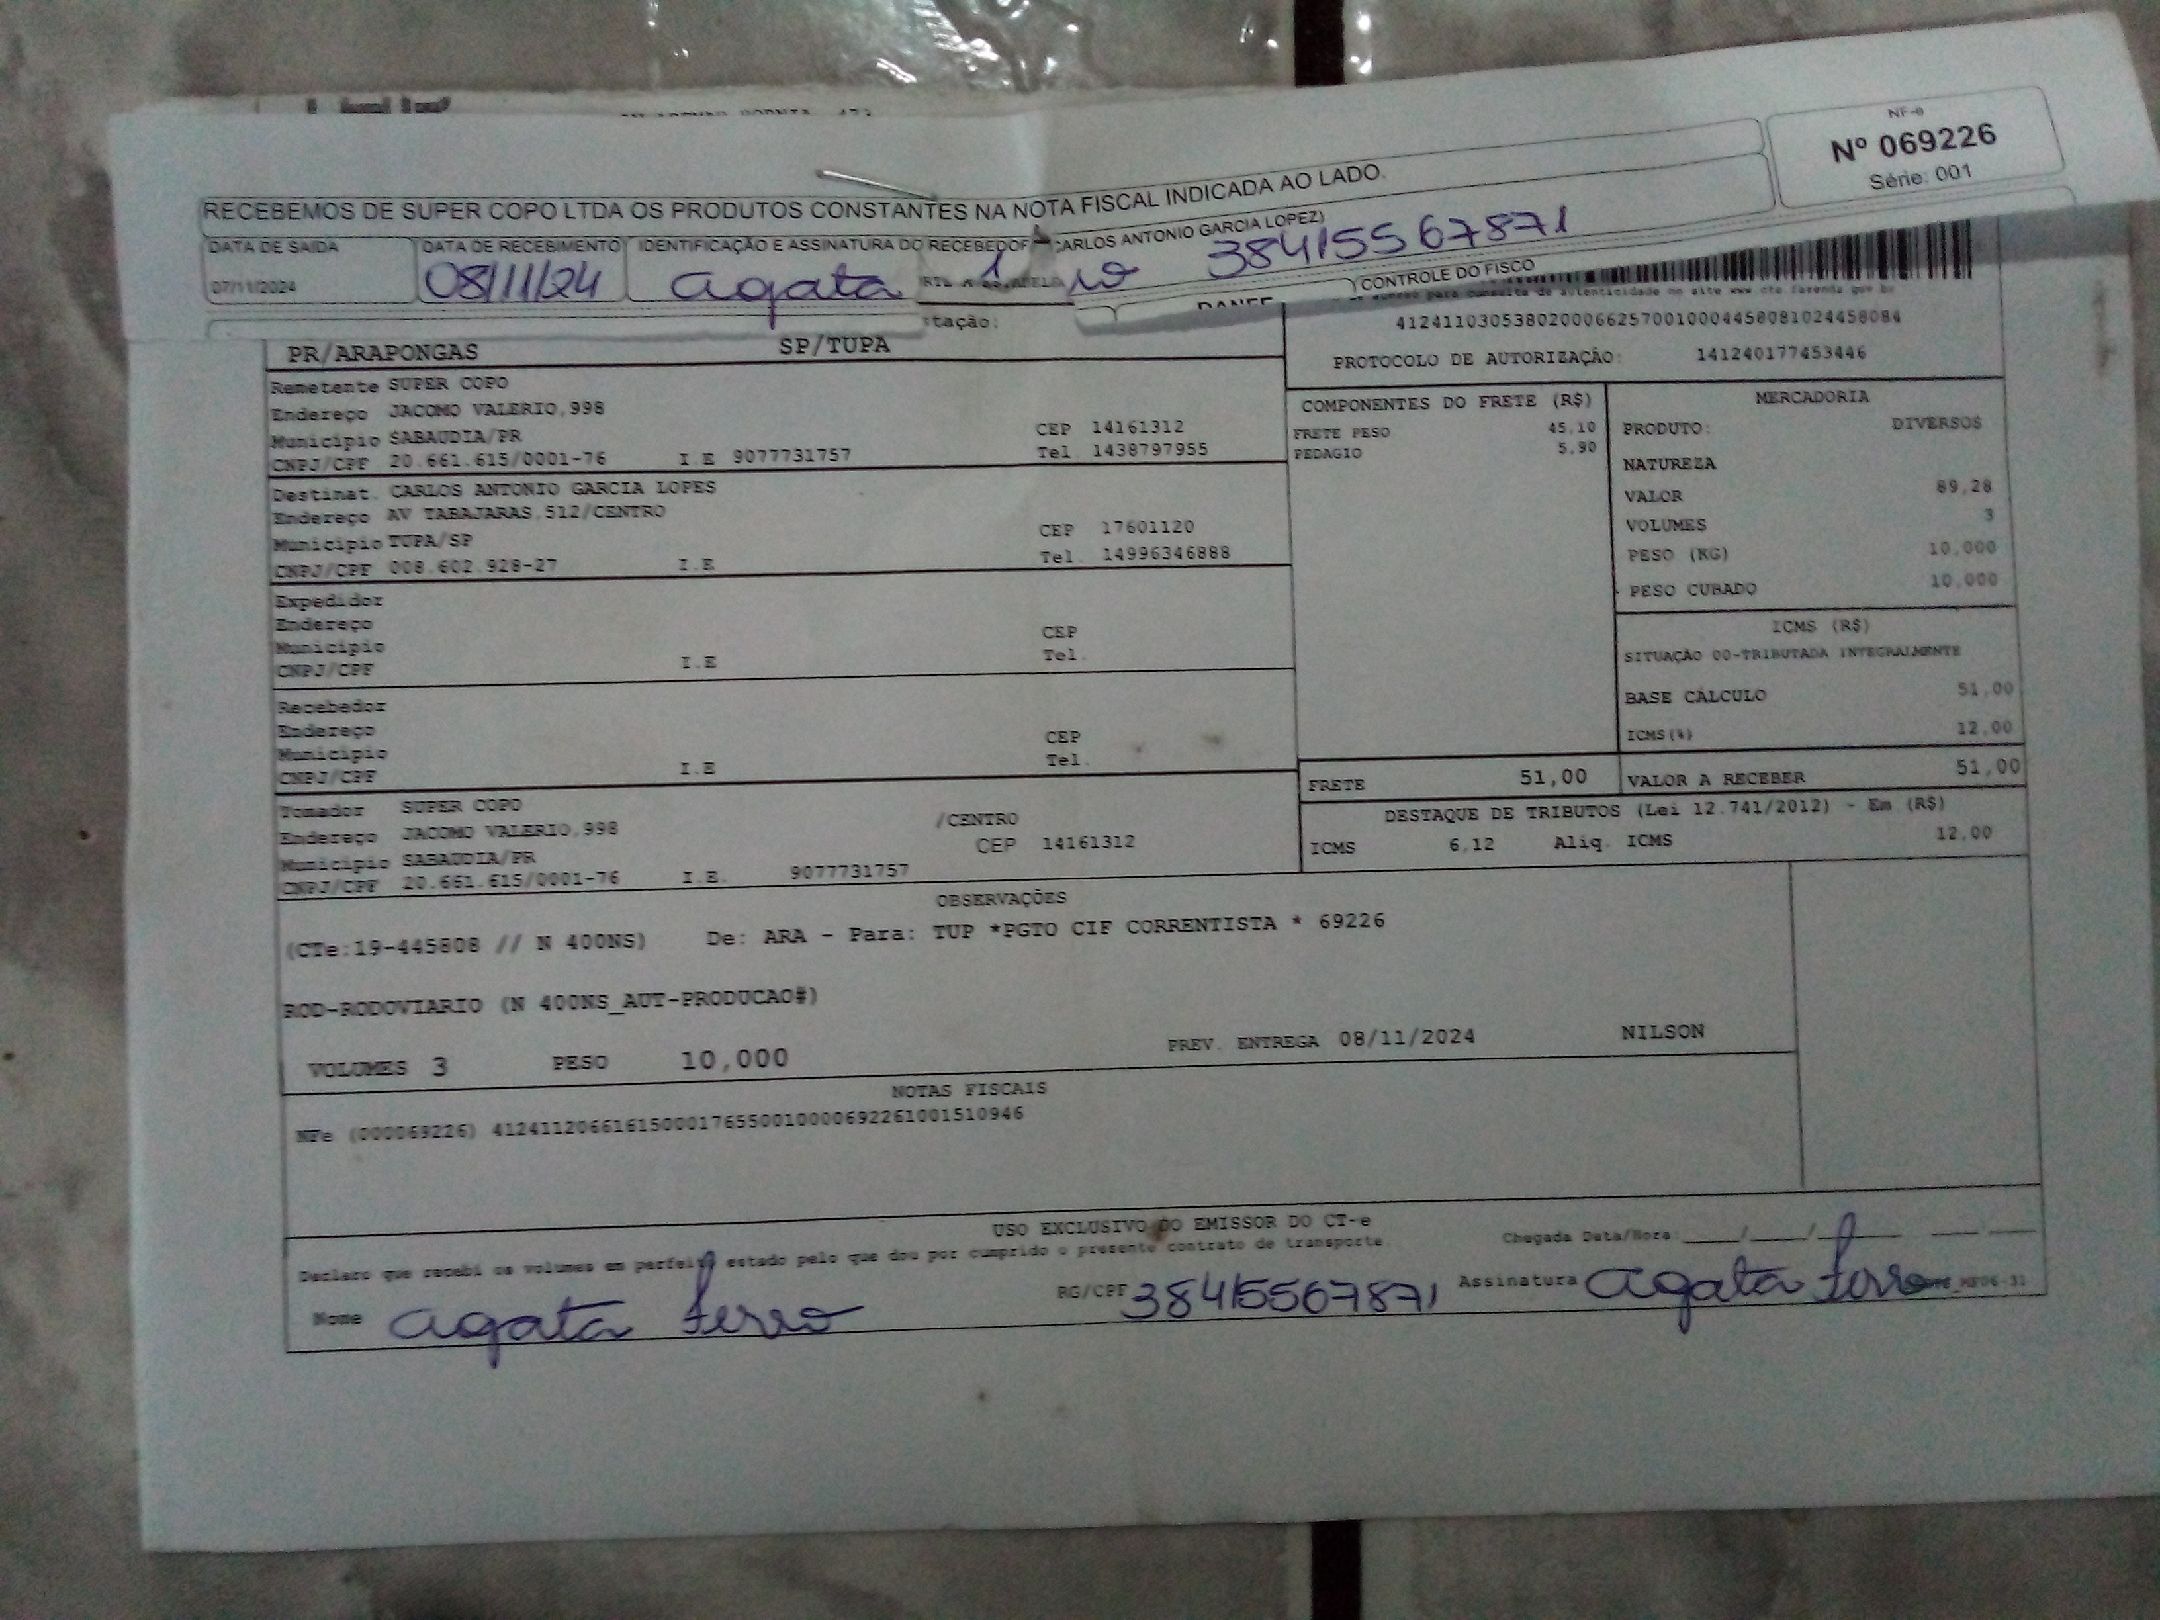 NF-e
Nº 069226
Série: 001
RECEBEMOS DE SUPER COPO LTDA OS PRODUTOS CONSTANTES NA NOTA FISCAL INDICADA AO LADO.
DATA DE SAÍDA
07/11/2024
DATA DE RECEBIMENTO
08/11/24
IDENTIFICAÇÃO E ASSINATURA DO RECEBEDOR CARLOS ANTONIO GARCIA LOPEZ)
agata 38415567871
CONTROLE DO FISCO
DANFE
tação:
PR/ARAPONGAS SP/TUPA
41241103053802000662570010004458081024458084
PROTOCOLO DE AUTORIZAÇÃO: 141240177453446
Remetente SUPER COPO
Endereço JACOMO VALERIO,998
Município SABAUDIA/PR CEP 14161312
CNPJ/CPF 20.661.615/0001-76 I.E 9077731757 Tel. 1438797955
Destinat. CARLOS ANTONIO GARCIA LOPES
Endereço AV TABAJARAS,512/CENTRO
Município TUPA/SP CEP 17601120
CNPJ/CPF 008.602.928-27 I.E Tel. 14996346888
Expedidor
Endereço
Município CEP
CNPJ/CPF I.E Tel.
Recebedor
Endereço
Município CEP
CNPJ/CPF I.E Tel.
Tomador SUPER COPO
Endereço JACOMO VALERIO,998 /CENTRO
Município SABAUDIA/PR CEP 14161312
CNPJ/CPF 20.661.615/0001-76 I.E. 9077731757
COMPONENTES DO FRETE (R$)
FRETE PESO 45,10
PEDAGIO 5,90
MERCADORIA
PRODUTO: DIVERSOS
NATUREZA
VALOR 89,28
VOLUMES 3
PESO (KG) 10,000
PESO CUBADO 10,000
ICMS (R$)
SITUAÇÃO 00-TRIBUTADA INTEGRALMENTE
BASE CÁLCULO 51,00
ICMS(%) 12,00
FRETE 51,00 VALOR A RECEBER 51,00
DESTAQUE DE TRIBUTOS (Lei 12.741/2012) - Em (R$)
ICMS 6,12 Aliq. ICMS 12,00
OBSERVAÇÕES
(CTe:19-445808 // N 400NS) De: ARA - Para: TUP *PGTO CIF CORRENTISTA * 69226
ROD-RODOVIARIO (N 400NS_AUT-PRODUCAO#)
VOLUMES 3 PESO 10,000 PREV. ENTREGA 08/11/2024 NILSON
NOTAS FISCAIS
NFe (000069226) 41241120661615000176550010000692261001510946
USO EXCLUSIVO DO EMISSOR DO CT-e
Declaro que recebi os volumes em perfeito estado pelo que dou por cumprido o presente contrato de transporte. Chegada Data/Hora: ____/____/____
Nome agata ferro RG/CPF 38415567871 Assinatura agata ferro